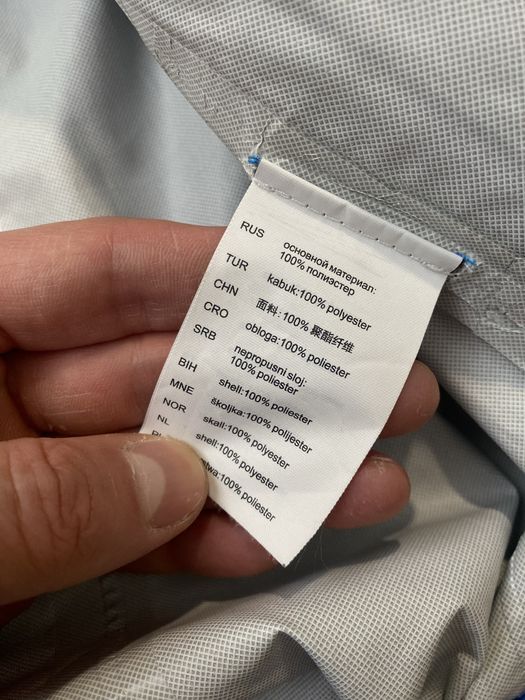 RUS основной материал:
100% полиэстер
TUR kabuk:100% polyester
CHN 面料: 100% 聚酯纤维
CRO obloga:100% poliester
SRB nepropusni sloj:
100% poliester
BIH shell:100% poliester
MNE školjka:100% poliester
NOR skall:100% polyester
NL shell:100% polyester
100% poliester